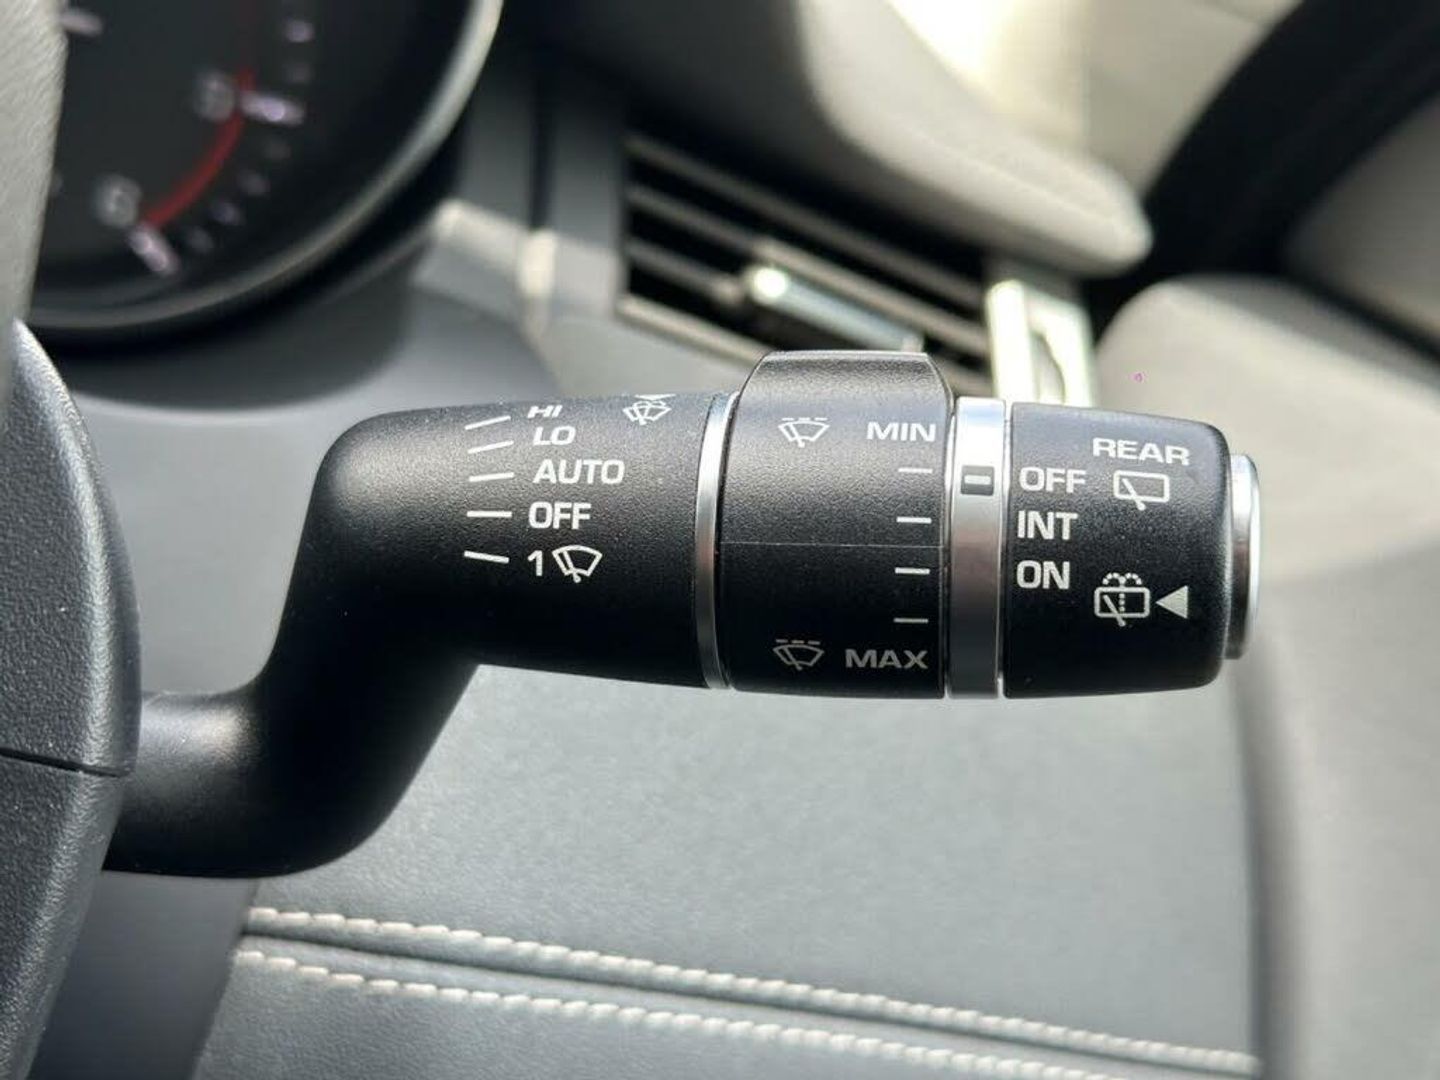 HI
LO
AUTO
OFF
1
MIN
MAX
REAR
OFF
INT
ON